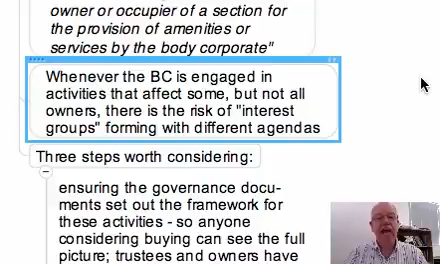 owner or occupier of a section for
the provision of amenities or
services by the body corporate"
Whenever the BC is engaged in
activities that affect some, but not all
owners, there is the risk of "interest
groups" forming with different agendas
Three steps worth considering:
ensuring the governance docu-
ments set out the framework for
these activities - so anyone
considering buying can see the full
picture; trustees and owners have